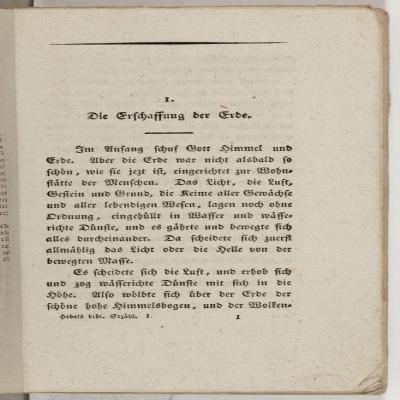 I.
Die Erschaffung der Erde.
Im Anfang schuf Gott Himmel und
Erde. Aber die Erde war nicht alsbald so
schön, wie sie jezt ist, eingerichtet zur Wohn-
stätte der Menschen. Das Licht, die Luft,
Gestein und Grund, die Keime aller Gewächse
und aller lebendigen Wesen, lagen noch ohne
Ordnung, eingehüllt in Wasser und wässe-
richte Dünste, und es gährte und bewegte sich
alles durcheinander. Da scheidete sich zuerst
allmählig das Licht oder die Helle von der
bewegten Masse.
Es scheidete sich die Luft, und erhob sich
und zog wässerichte Dünste mit sich in die
Höhe. Also wölbte sich über der Erde der
schöne hohe Himmelsbogen, und der Wolken-
Hebels bibl. Erzähl. I. 1